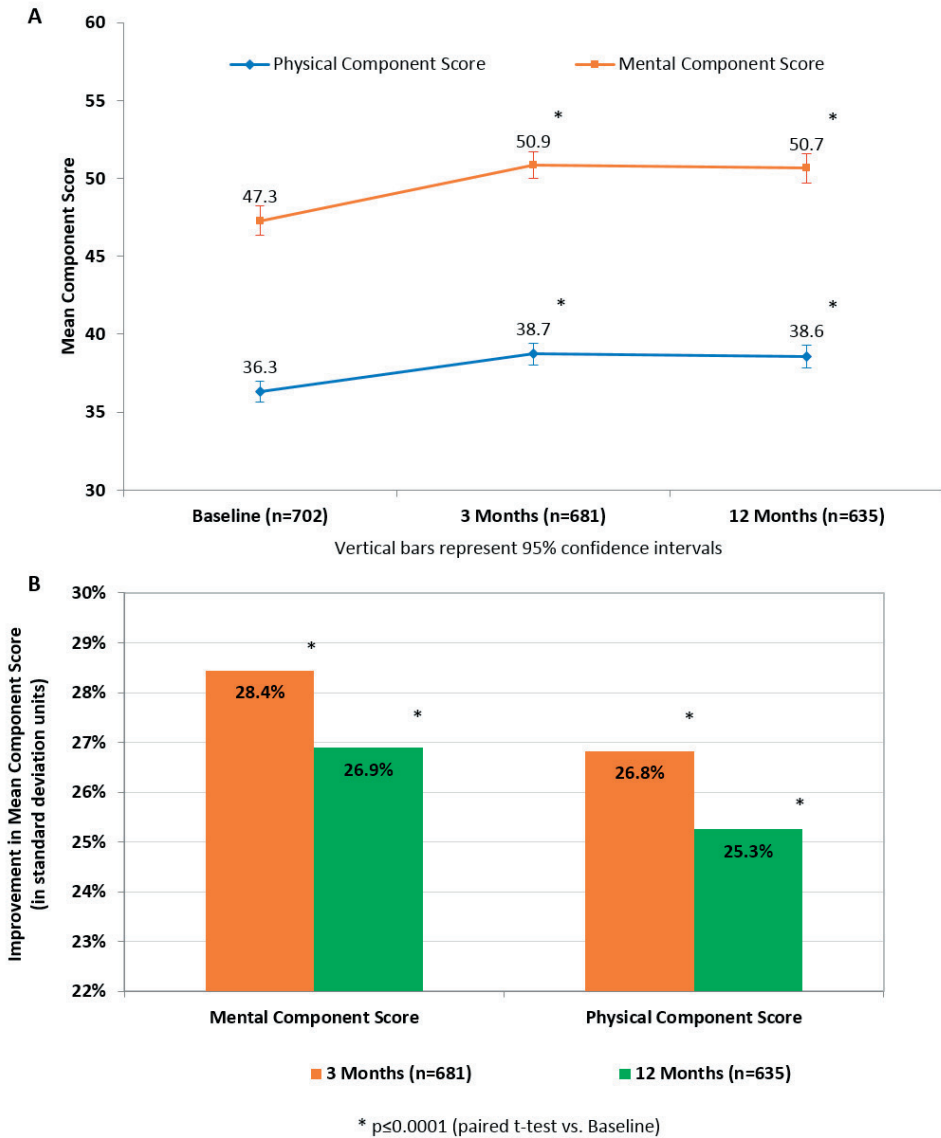 A
60
Physical Component Score
Mental Component Score
55
*
*
50.9
50.7
50
47.3
45
Mean Component Score
*
*
40
38.7
38.6
36.3
35
30
Baseline (n=702)
3 Months (n=681)
12 Months (n=635)
Vertical bars represent 95% confidence intervals
B
30%
29%
*
28%
28.4%
*
*
27%
26.9%
26.8%
26%
*
25%
25.3%
24%
23%
22%
Improvement in Mean Component Score
(in standard deviation units)
Mental Component Score
Physical Component Score
3 Months (n=681)
12 Months (n=635)
* p≤0.0001 (paired t-test vs. Baseline)